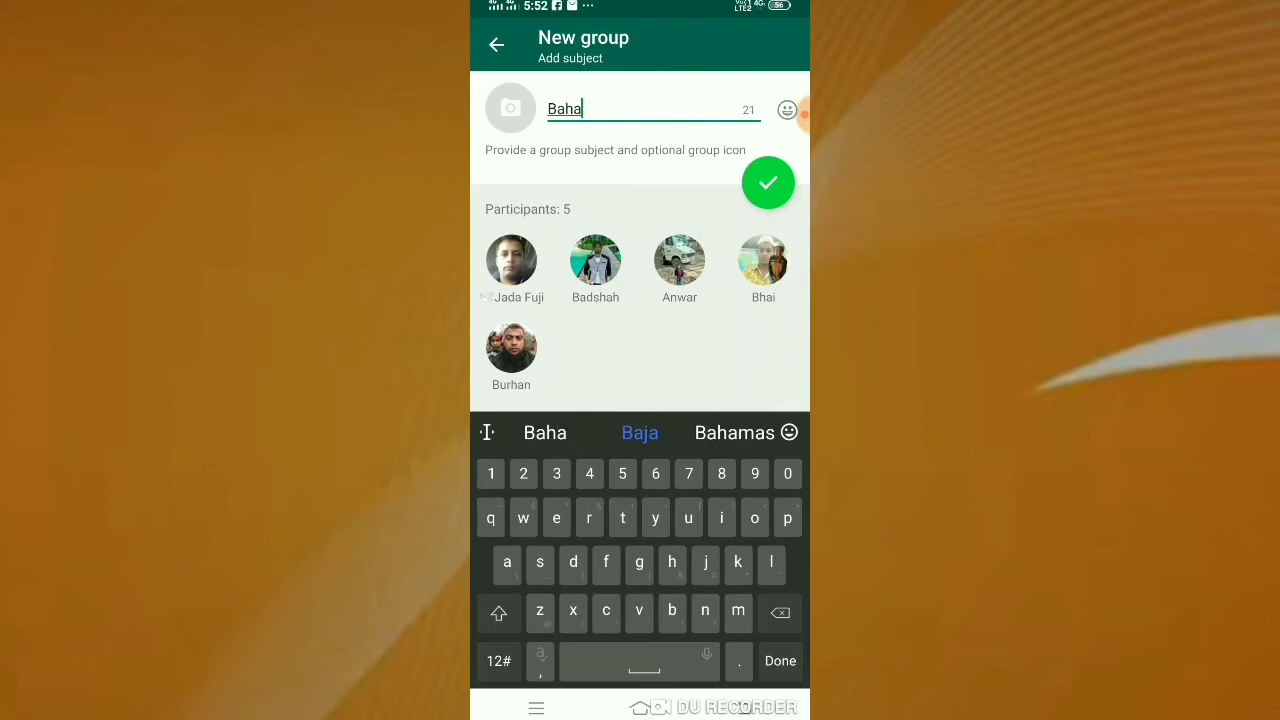 5:52
56
New group
Add subject
Baha
21
Provide a group subject and optional group icon
Participants: 5
Jada Fuji Badshah Anwar Bhai
Burhan
Baha Baja Bahamas
1 2 3 4 5 6 7 8 9 0
q w e r t y u i o p
a s d f g h j k l
z x c v b n m
12# , . Done
DU RECORDER